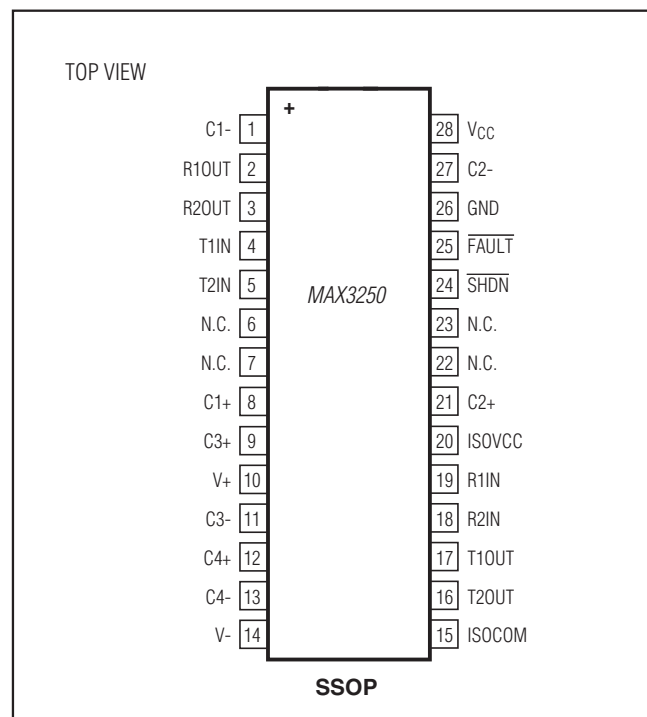 TOP VIEW
+
C1- 1 28 VCC
R1OUT 2 27 C2-
R2OUT 3 26 GND
T1IN 4 25 FAULT
T2IN 5 24 SHDN
MAX3250
N.C. 6 23 N.C.
N.C. 7 22 N.C.
C1+ 8 21 C2+
C3+ 9 20 ISOVCC
V+ 10 19 R1IN
C3- 11 18 R2IN
C4+ 12 17 T1OUT
C4- 13 16 T2OUT
V- 14 15 ISOCOM
SSOP